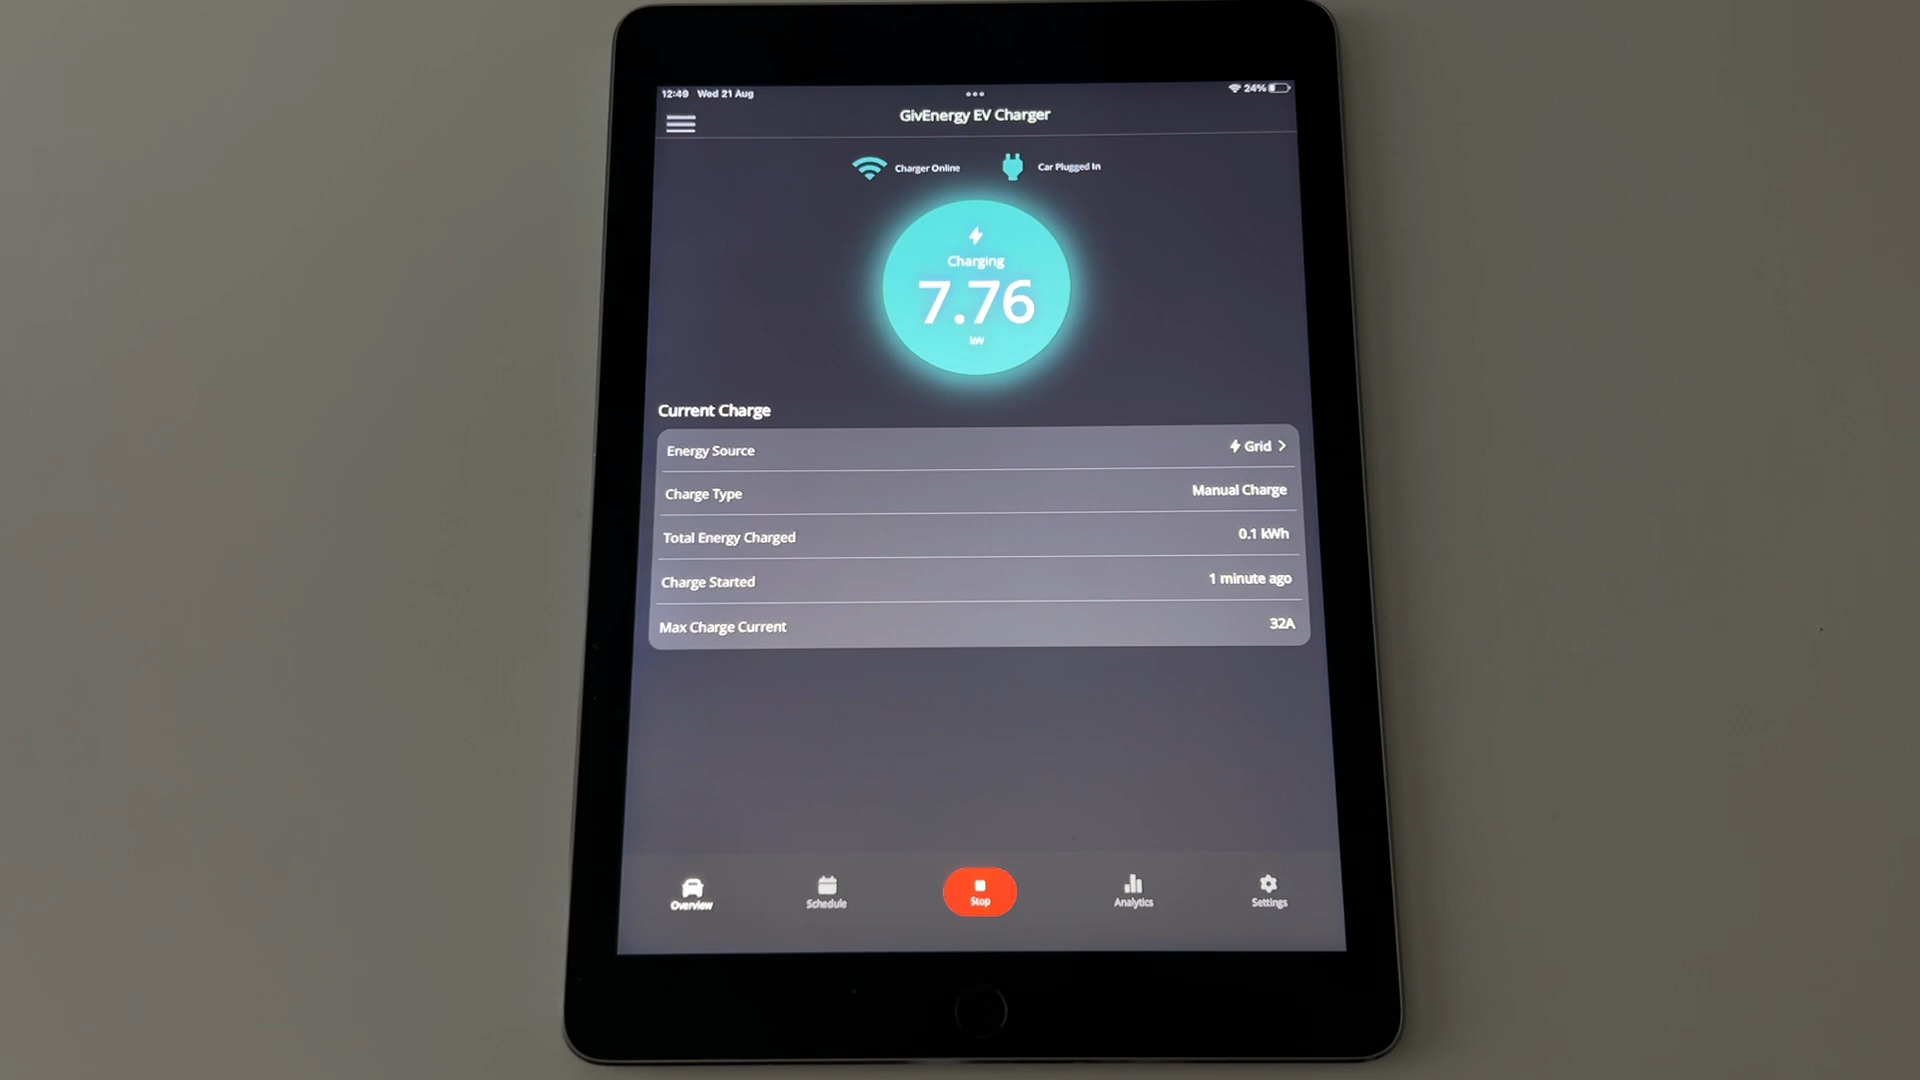 12:49 Wed 21 Aug
24%
GivEnergy EV Charger
Charger Online
Car Plugged In
Charging
7.76
kW
Current Charge
Energy Source
Grid
Charge Type
Manual Charge
Total Energy Charged
0.1 kWh
Charge Started
1 minute ago
Max Charge Current
32A
Overview
Schedule
Stop
Analytics
Settings